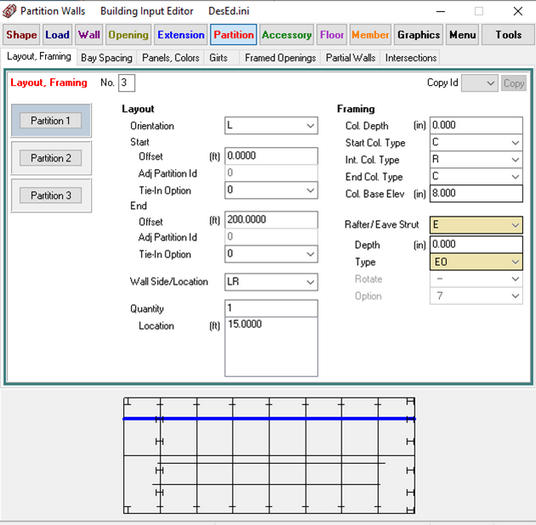 Partition Walls Building Input Editor DesEd.ini
Shape Load Wall Opening Extension Partition Accessory Floor Member Graphics Menu Tools
Layout, Framing Bay Spacing Panels, Colors Girts Framed Openings Partial Walls Intersections
Layout, Framing No. 3 Copy Id Copy
Partition 1
Partition 2
Partition 3
Layout
Orientation L
Start
Offset (ft) 0.0000
Adj Partition Id 0
Tie-In Option 0
End
Offset (ft) 200.0000
Adj Partition Id 0
Tie-In Option 0
Wall Side/Location LR
Quantity 1
Location (ft) 15.0000
Framing
Col. Depth (in) 0.000
Start Col. Type C
Int. Col. Type R
End Col. Type C
Col. Base Elev (in) 8.000
Rafter/Eave Strut E
Depth (in) 0.000
Type EO
Rotate –
Option 7